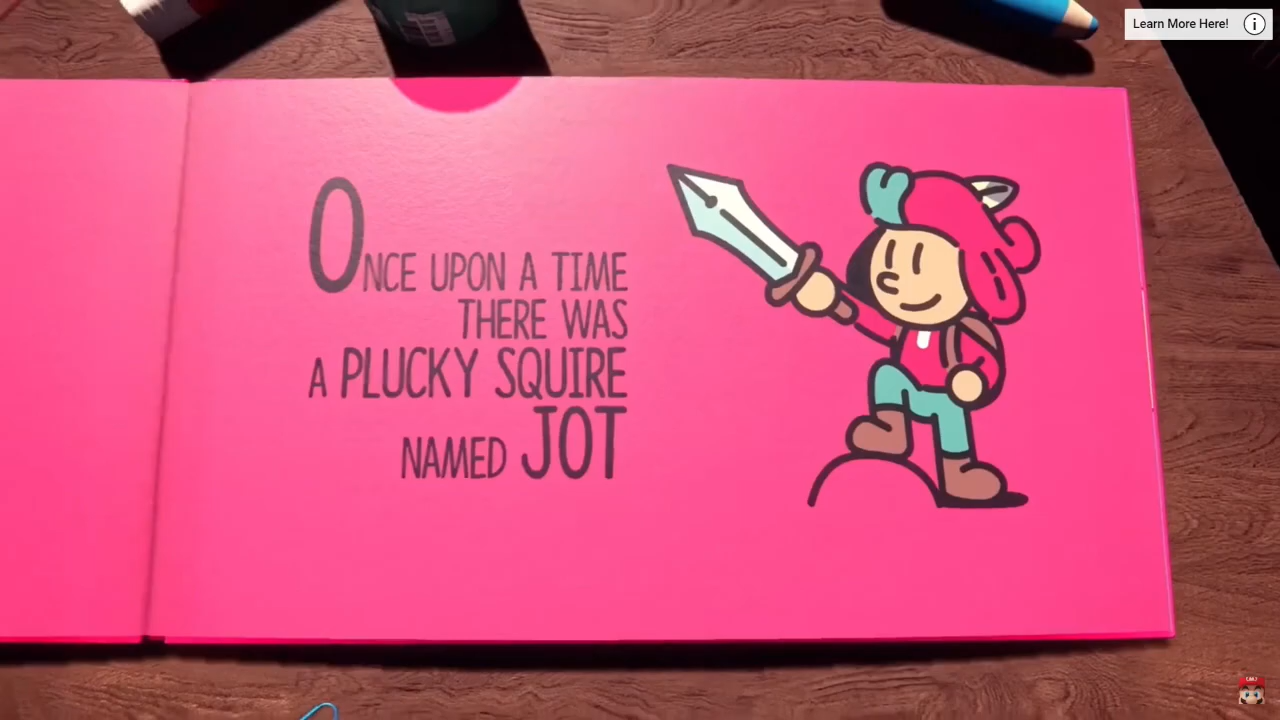 Learn More Here!
ONCE UPON A TIME
THERE WAS
A PLUCKY SQUIRE
NAMED JOT